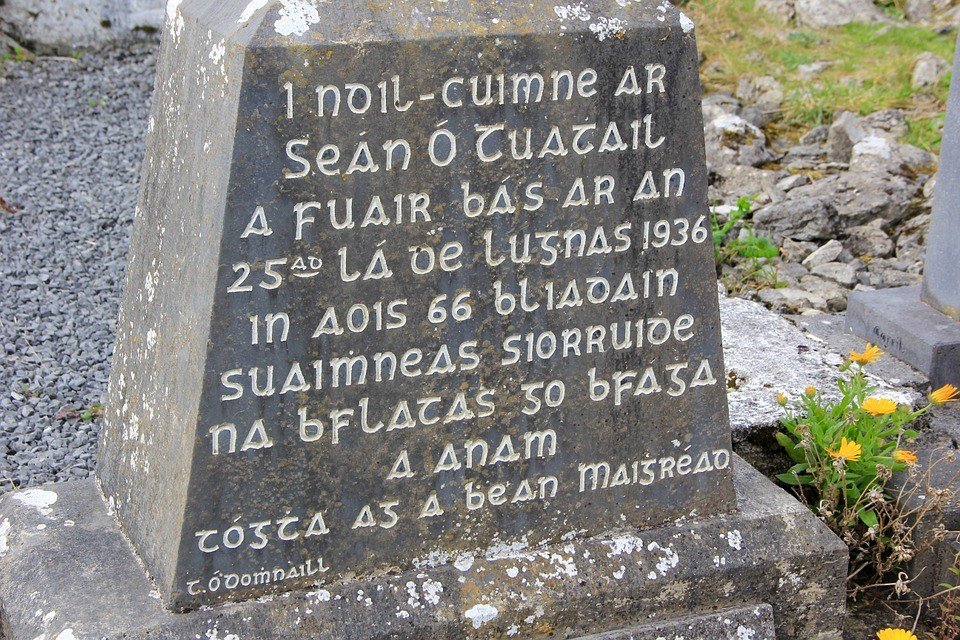 I ndil-cuimne ar
Seán Ó Tuatail
a fuair bás ar an
25ad lá de lugnas 1936
in aois 66 bliadain
suaimneas siorruide
na bflatas go bfaga
a anam
tógta ag a bean Maigréad
T. Ó Domnaill